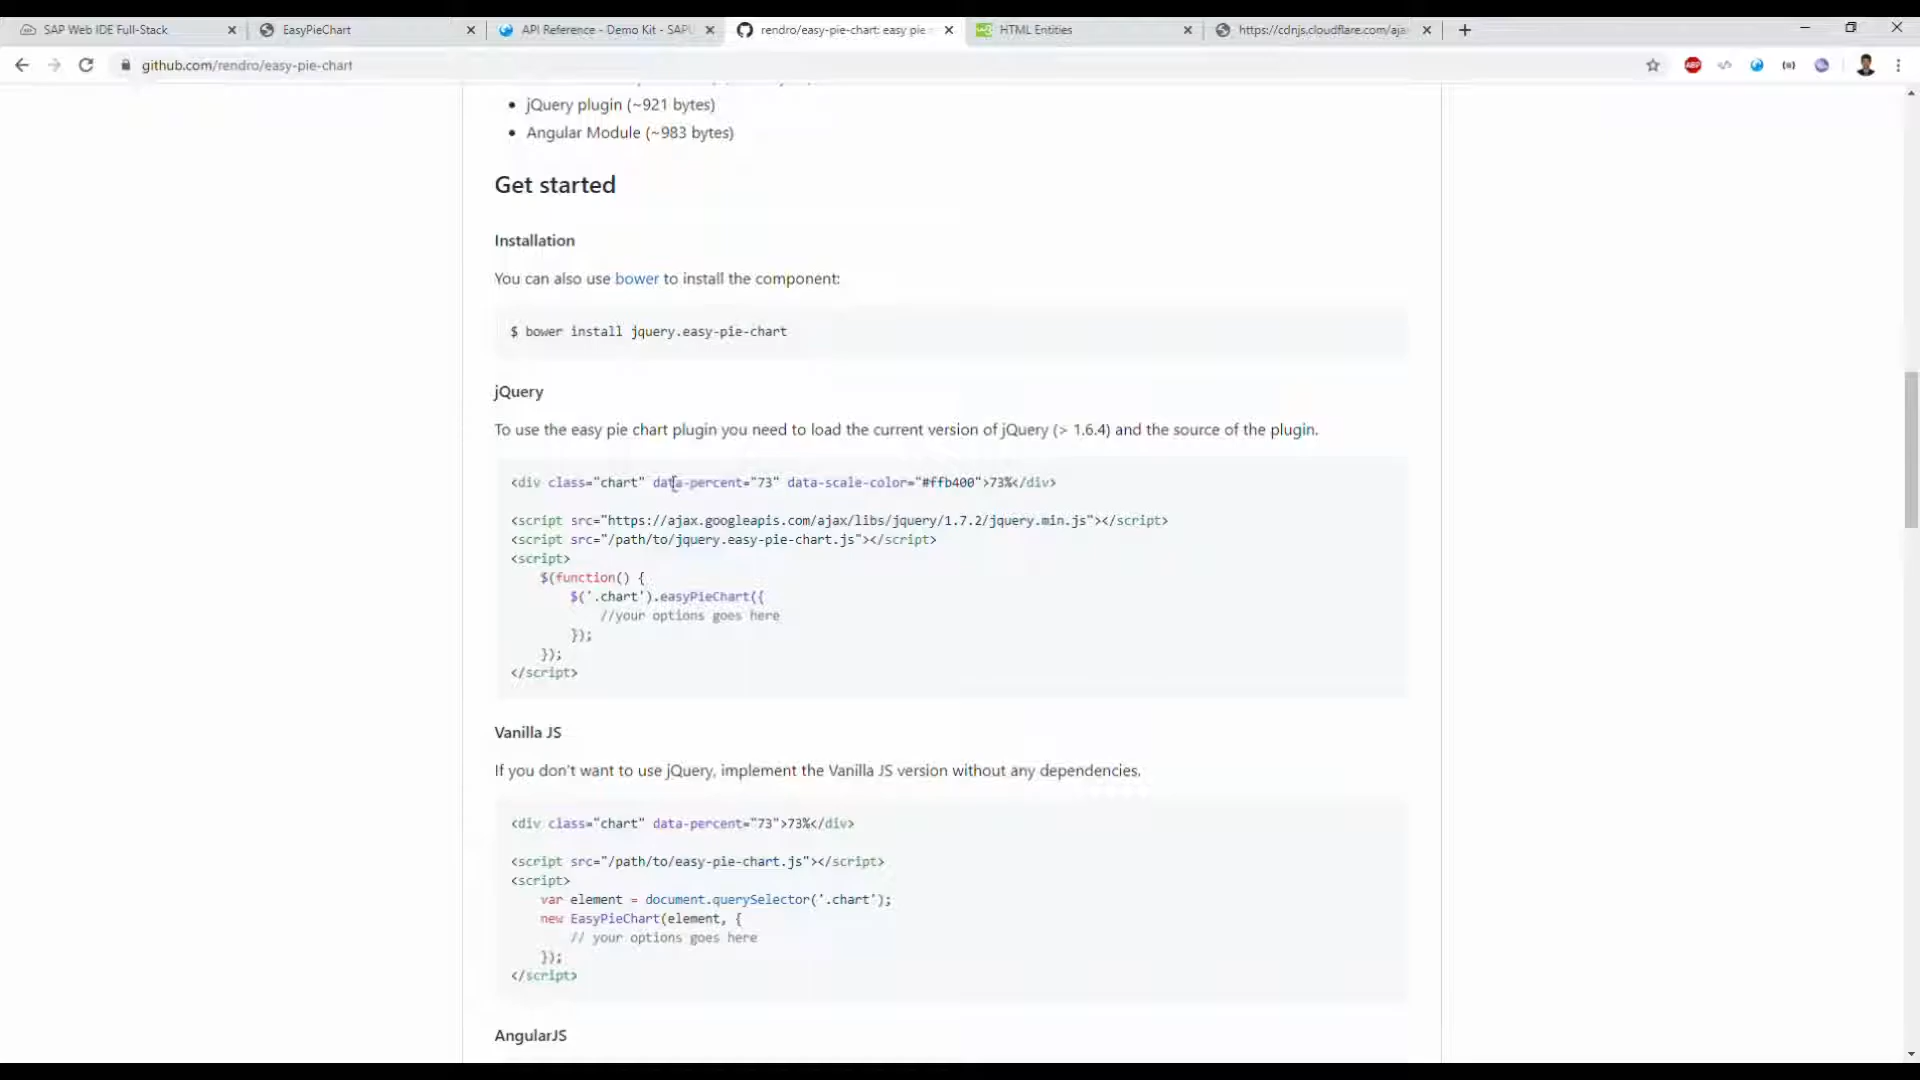 SAP Web IDE Full-Stack
EasyPieChart
API Reference - Demo Kit - SAPU
rendro/easy-pie-chart: easy pie
HTML Entities
https://cdnjs.cloudflare.com/aja
github.com/rendro/easy-pie-chart
ABP
• jQuery plugin (~921 bytes)
• Angular Module (~983 bytes)
Get started
Installation
You can also use bower to install the component:
$ bower install jquery.easy-pie-chart
jQuery
To use the easy pie chart plugin you need to load the current version of jQuery (> 1.6.4) and the source of the plugin.
<div class="chart" data-percent="73" data-scale-color="#ffb400">73%</div>
<script src="https://ajax.googleapis.com/ajax/libs/jquery/1.7.2/jquery.min.js"></script>
<script src="/path/to/jquery.easy-pie-chart.js"></script>
<script>
$(function() {
$('.chart').easyPieChart({
//your options goes here
});
});
</script>
Vanilla JS
If you don't want to use jQuery, implement the Vanilla JS version without any dependencies.
<div class="chart" data-percent="73">73%</div>
<script src="/path/to/easy-pie-chart.js"></script>
<script>
var element = document.querySelector('.chart');
new EasyPieChart(element, {
// your options goes here
});
</script>
AngularJS